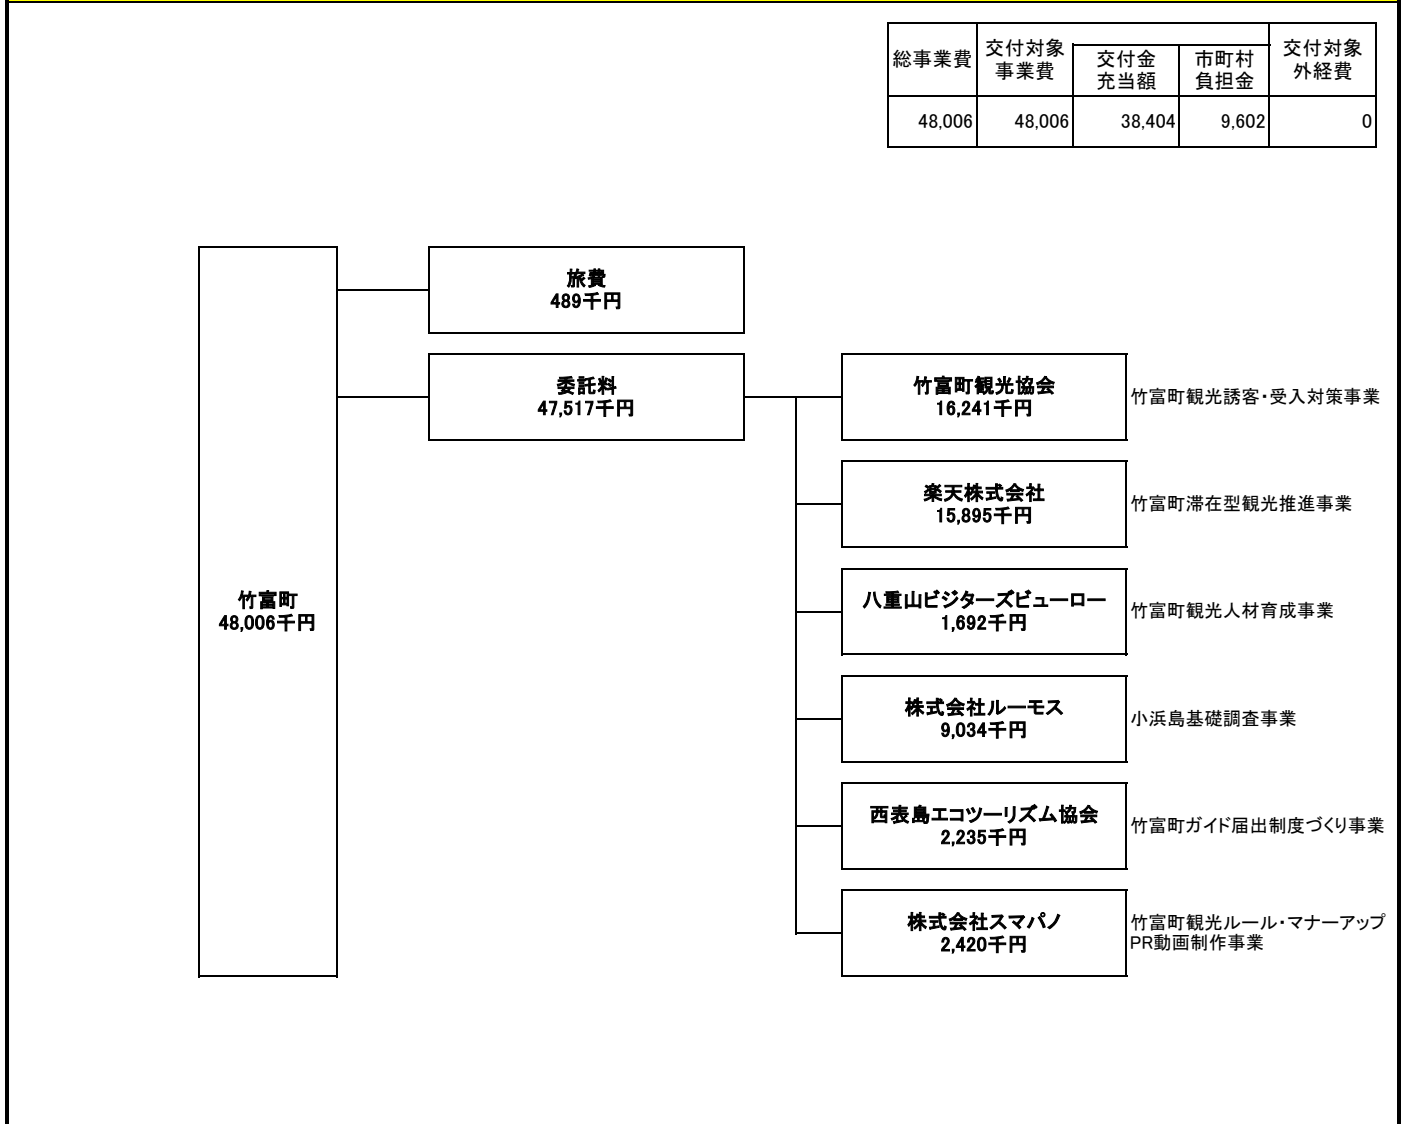 総事業費
交付対象
事業費
交付金
充当額
市町村
負担金
交付対象
外経費
48,006
48,006
38,404
9,602
0
旅費
489千円
委託料
47,517千円
竹富町
48,006千円
竹富町観光協会
16,241千円
竹富町観光誘客・受入対策事業
楽天株式会社
15,895千円
竹富町滞在型観光推進事業
八重山ビジターズビューロー
1,692千円
竹富町観光人材育成事業
株式会社ルーモス
9,034千円
小浜島基礎調査事業
西表島エコツーリズム協会
2,235千円
竹富町ガイド届出制度づくり事業
株式会社スマパノ
2,420千円
竹富町観光ルール・マナーアップ
PR動画制作事業